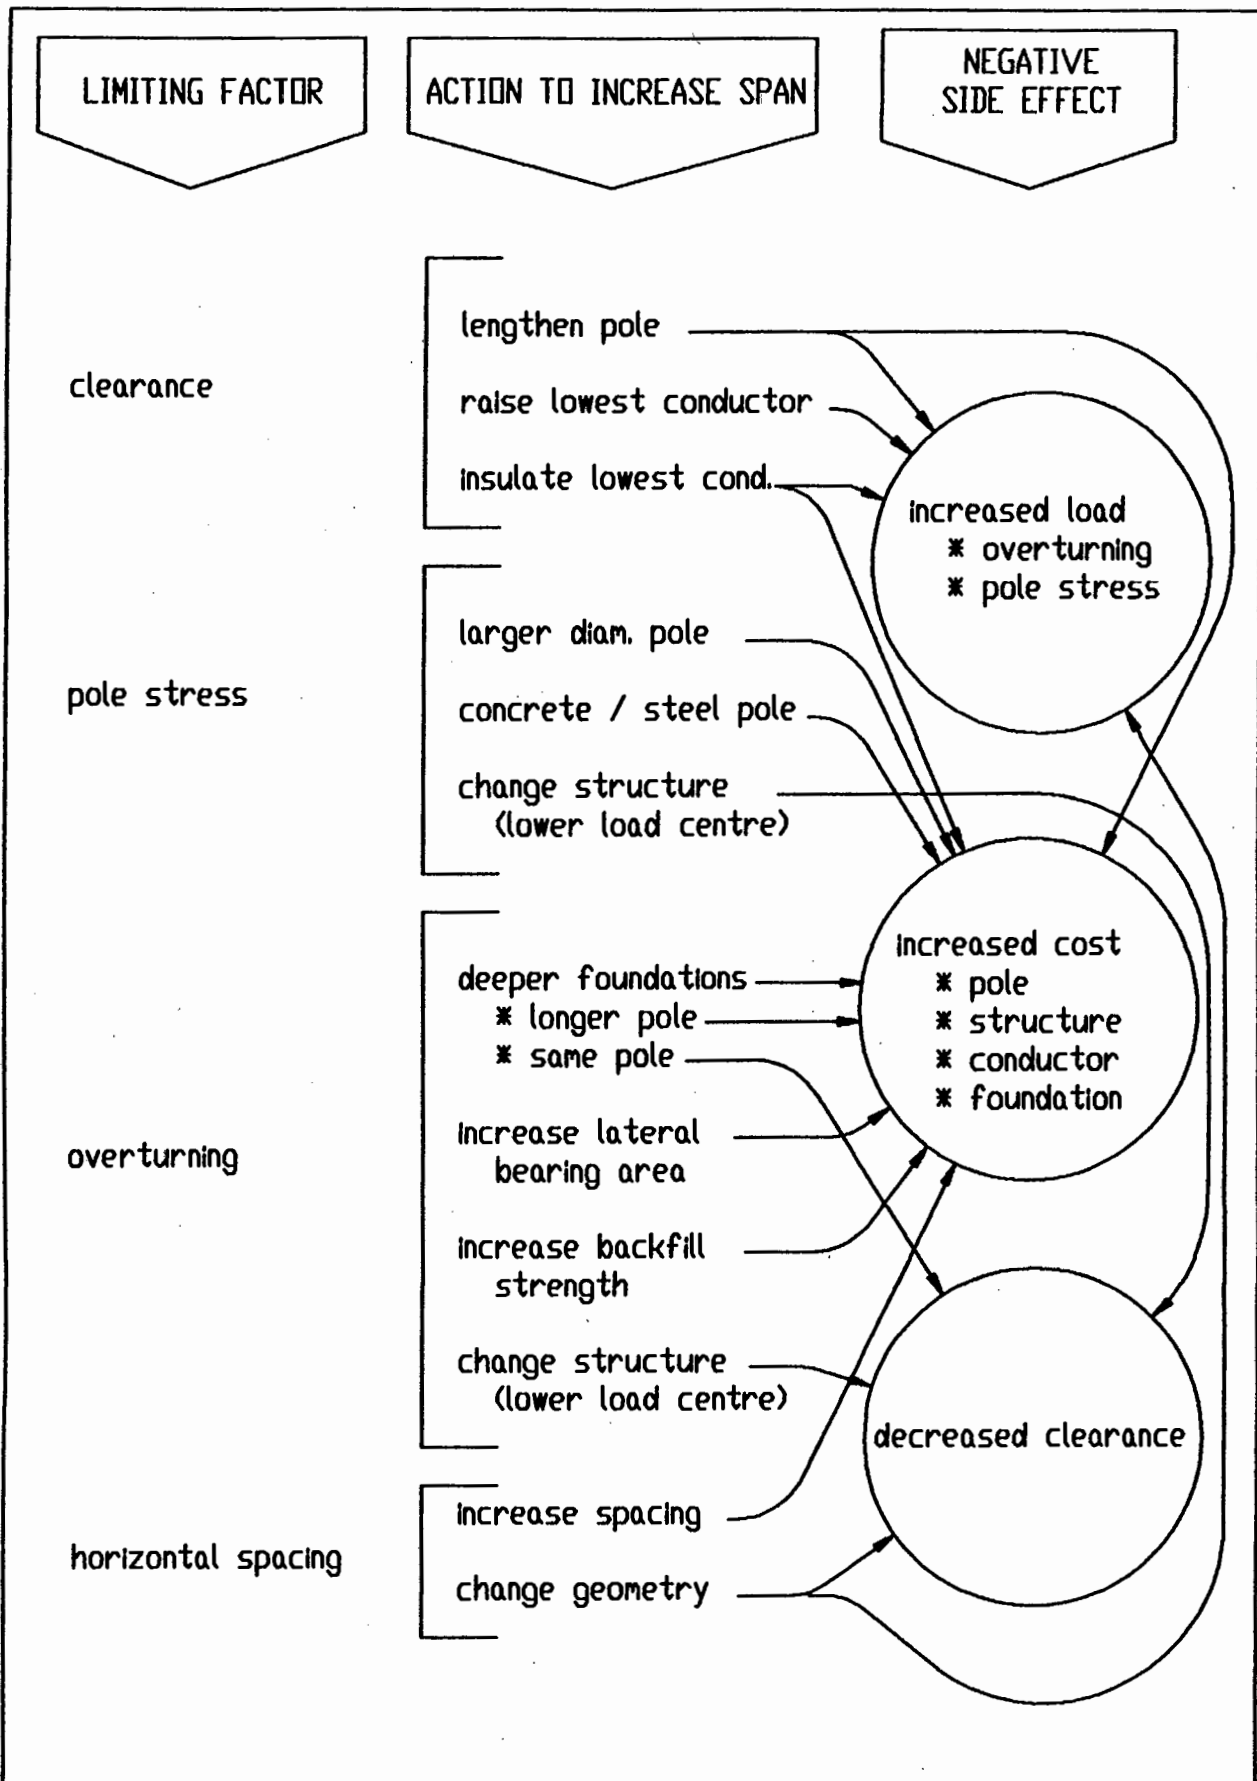 LIMITING FACTOR
ACTION TO INCREASE SPAN
NEGATIVE
SIDE EFFECT
clearance
lengthen pole
raise lowest conductor
insulate lowest cond.
increased load
* overturning
* pole stress
pole stress
larger diam. pole
concrete / steel pole
change structure
(lower load centre)
increased cost
* pole
* structure
* conductor
* foundation
overturning
deeper foundations
* longer pole
* same pole
increase lateral
bearing area
increase backfill
strength
change structure
(lower load centre)
decreased clearance
horizontal spacing
increase spacing
change geometry